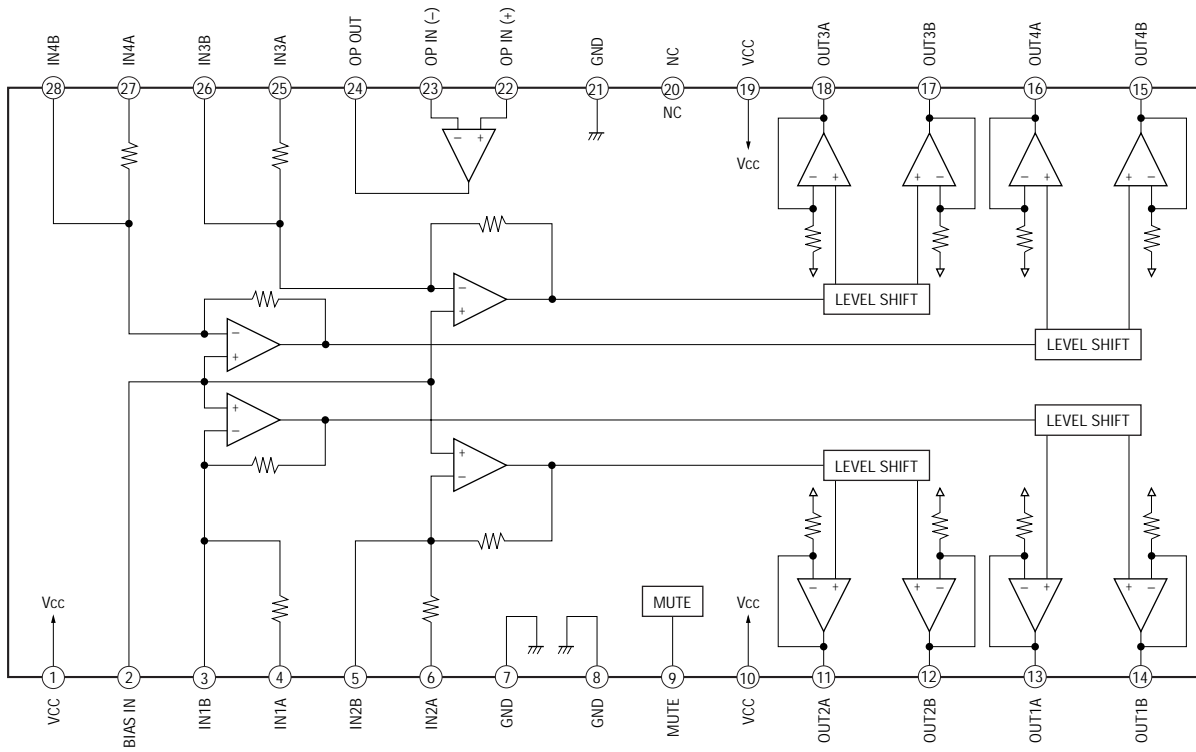 IN4B
IN4A
IN3B
IN3A
OP OUT
OP IN (−)
OP IN (+)
GND
NC
VCC
OUT3A
OUT3B
OUT4A
OUT4B
28
27
26
25
24
23
22
21
20
19
18
17
16
15
NC
− +
Vcc
− +
+ −
− +
+ −
−
+
LEVEL SHIFT
−
+
LEVEL SHIFT
+
−
LEVEL SHIFT
+
−
LEVEL SHIFT
Vcc
MUTE
Vcc
− +
+ −
− +
+ −
1
2
3
4
5
6
7
8
9
10
11
12
13
14
VCC
BIAS IN
IN1B
IN1A
IN2B
IN2A
GND
GND
MUTE
VCC
OUT2A
OUT2B
OUT1A
OUT1B